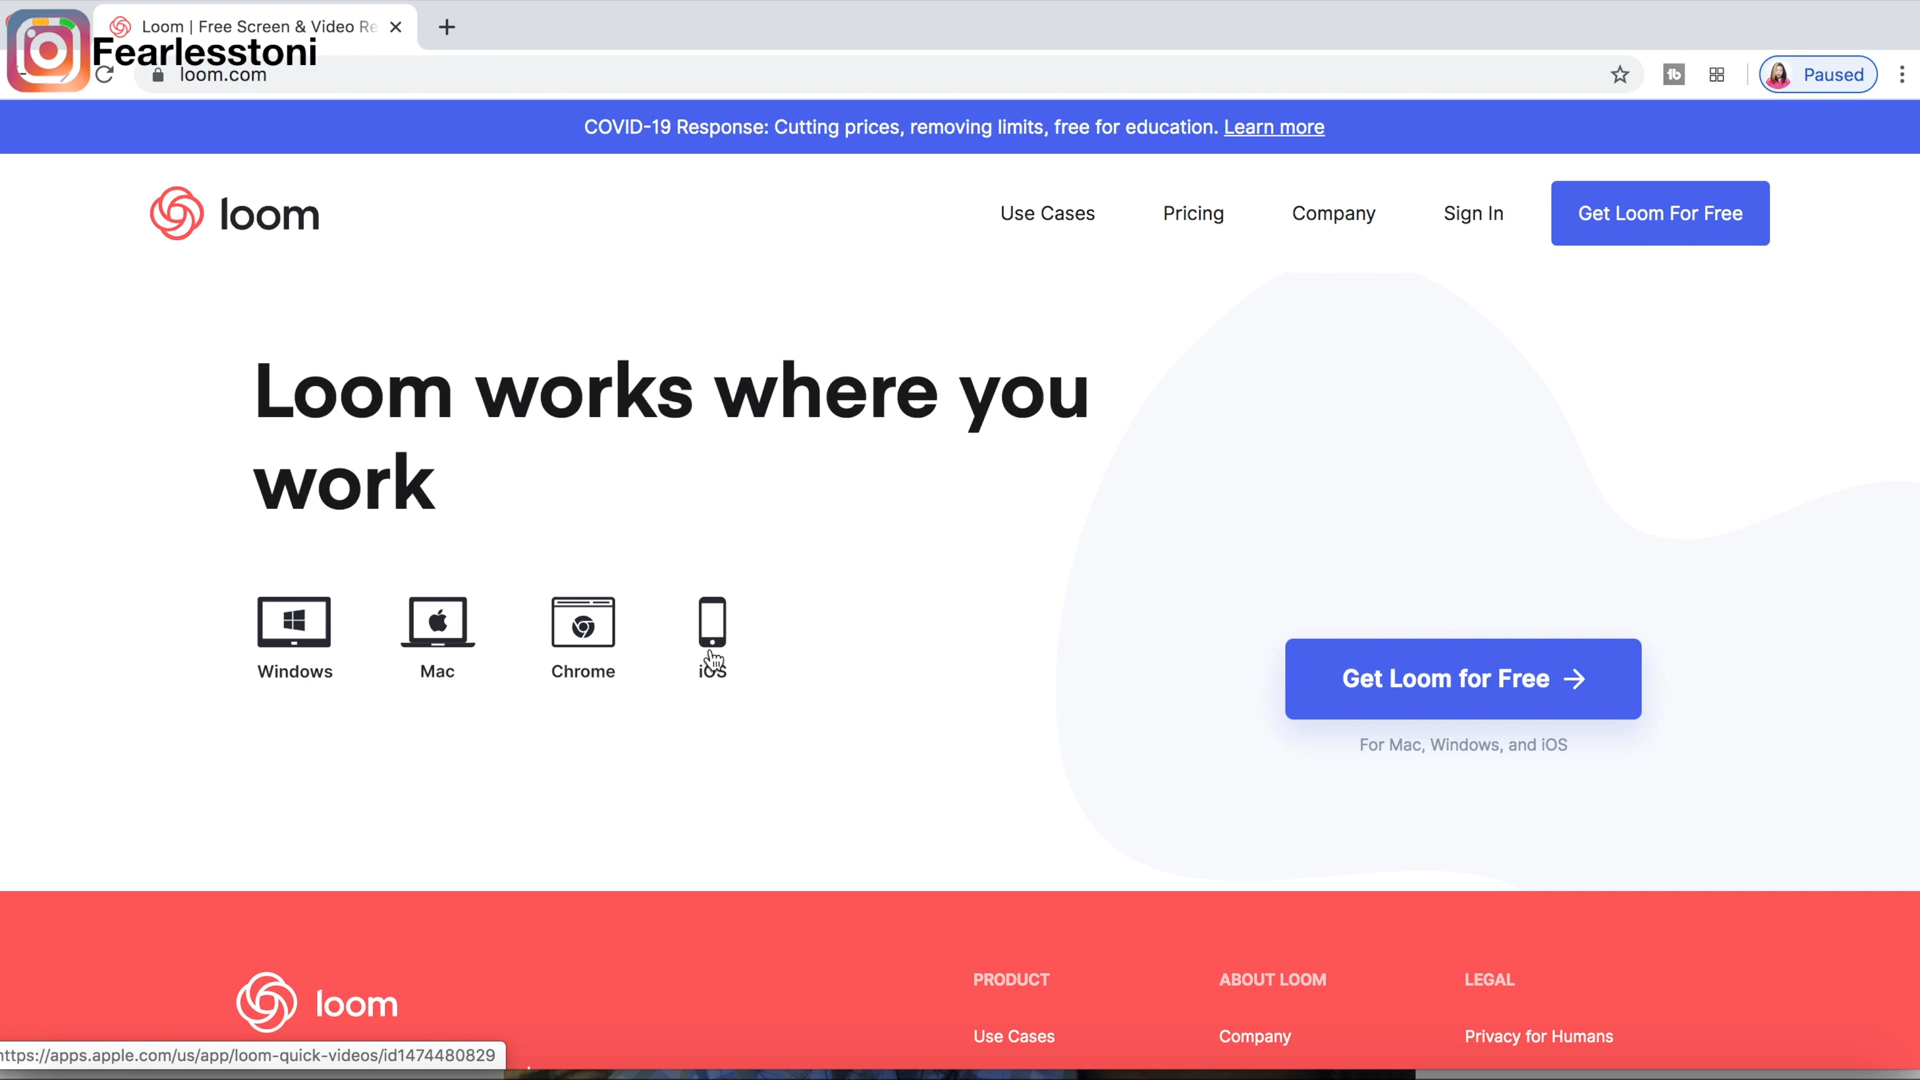 Loom | Free Screen & Video Re
Fearlesstoni
loom.com
Paused
COVID-19 Response: Cutting prices, removing limits, free for education. Learn more
loom
Use Cases
Pricing
Company
Sign In
Get Loom For Free
Loom works where you
work
Windows
Mac
Chrome
iOS
Get Loom for Free →
For Mac, Windows, and iOS
loom
PRODUCT
ABOUT LOOM
LEGAL
Use Cases
Company
Privacy for Humans
https://apps.apple.com/us/app/loom-quick-videos/id1474480829